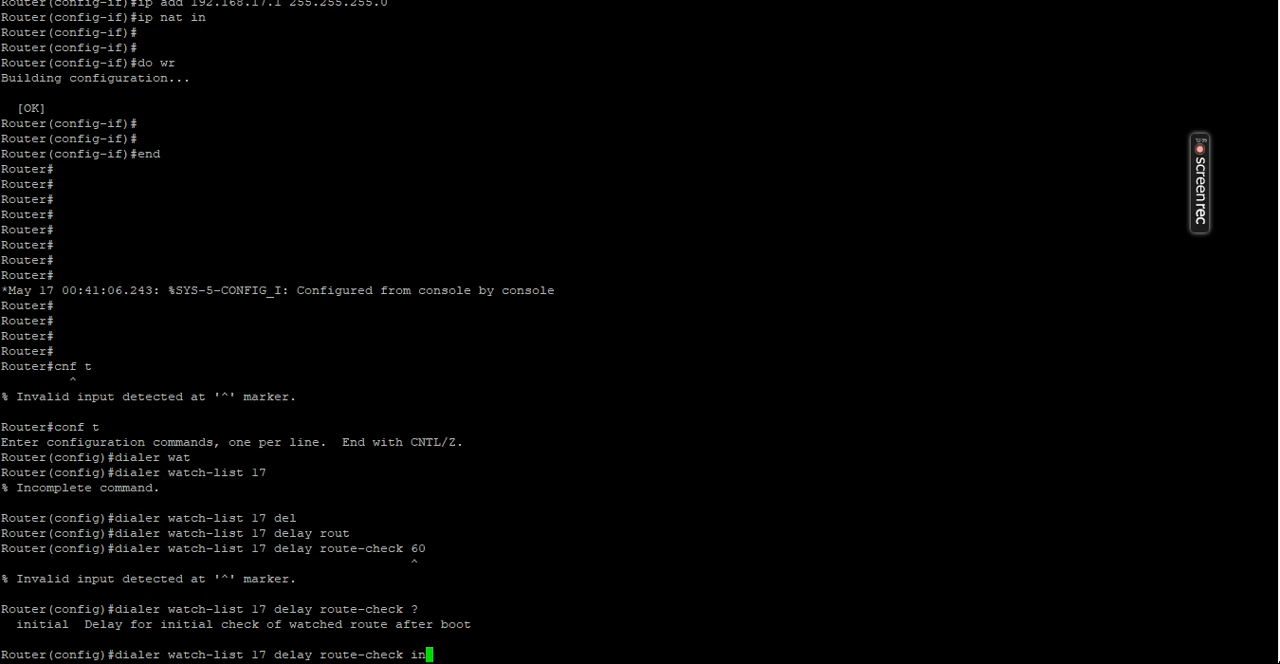 Router(config-if)#ip add 192.168.17.1 255.255.255.0
Router(config-if)#ip nat in
Router(config-if)#
Router(config-if)#
Router(config-if)#do wr
Building configuration...
[OK]
Router(config-if)#
Router(config-if)#
Router(config-if)#end
Router#
Router#
Router#
Router#
Router#
Router#
Router#
Router#
*May 17 00:41:06.243: %SYS-5-CONFIG_I: Configured from console by console
Router#
Router#
Router#
Router#
Router#cnf t
^
% Invalid input detected at '^' marker.
Router#conf t
Enter configuration commands, one per line.  End with CNTL/Z.
Router(config)#dialer wat
Router(config)#dialer watch-list 17
% Incomplete command.
Router(config)#dialer watch-list 17 del
Router(config)#dialer watch-list 17 delay rout
Router(config)#dialer watch-list 17 delay route-check 60
^
% Invalid input detected at '^' marker.
Router(config)#dialer watch-list 17 delay route-check ?
initial  Delay for initial check of watched route after boot
Router(config)#dialer watch-list 17 delay route-check in
screenrec